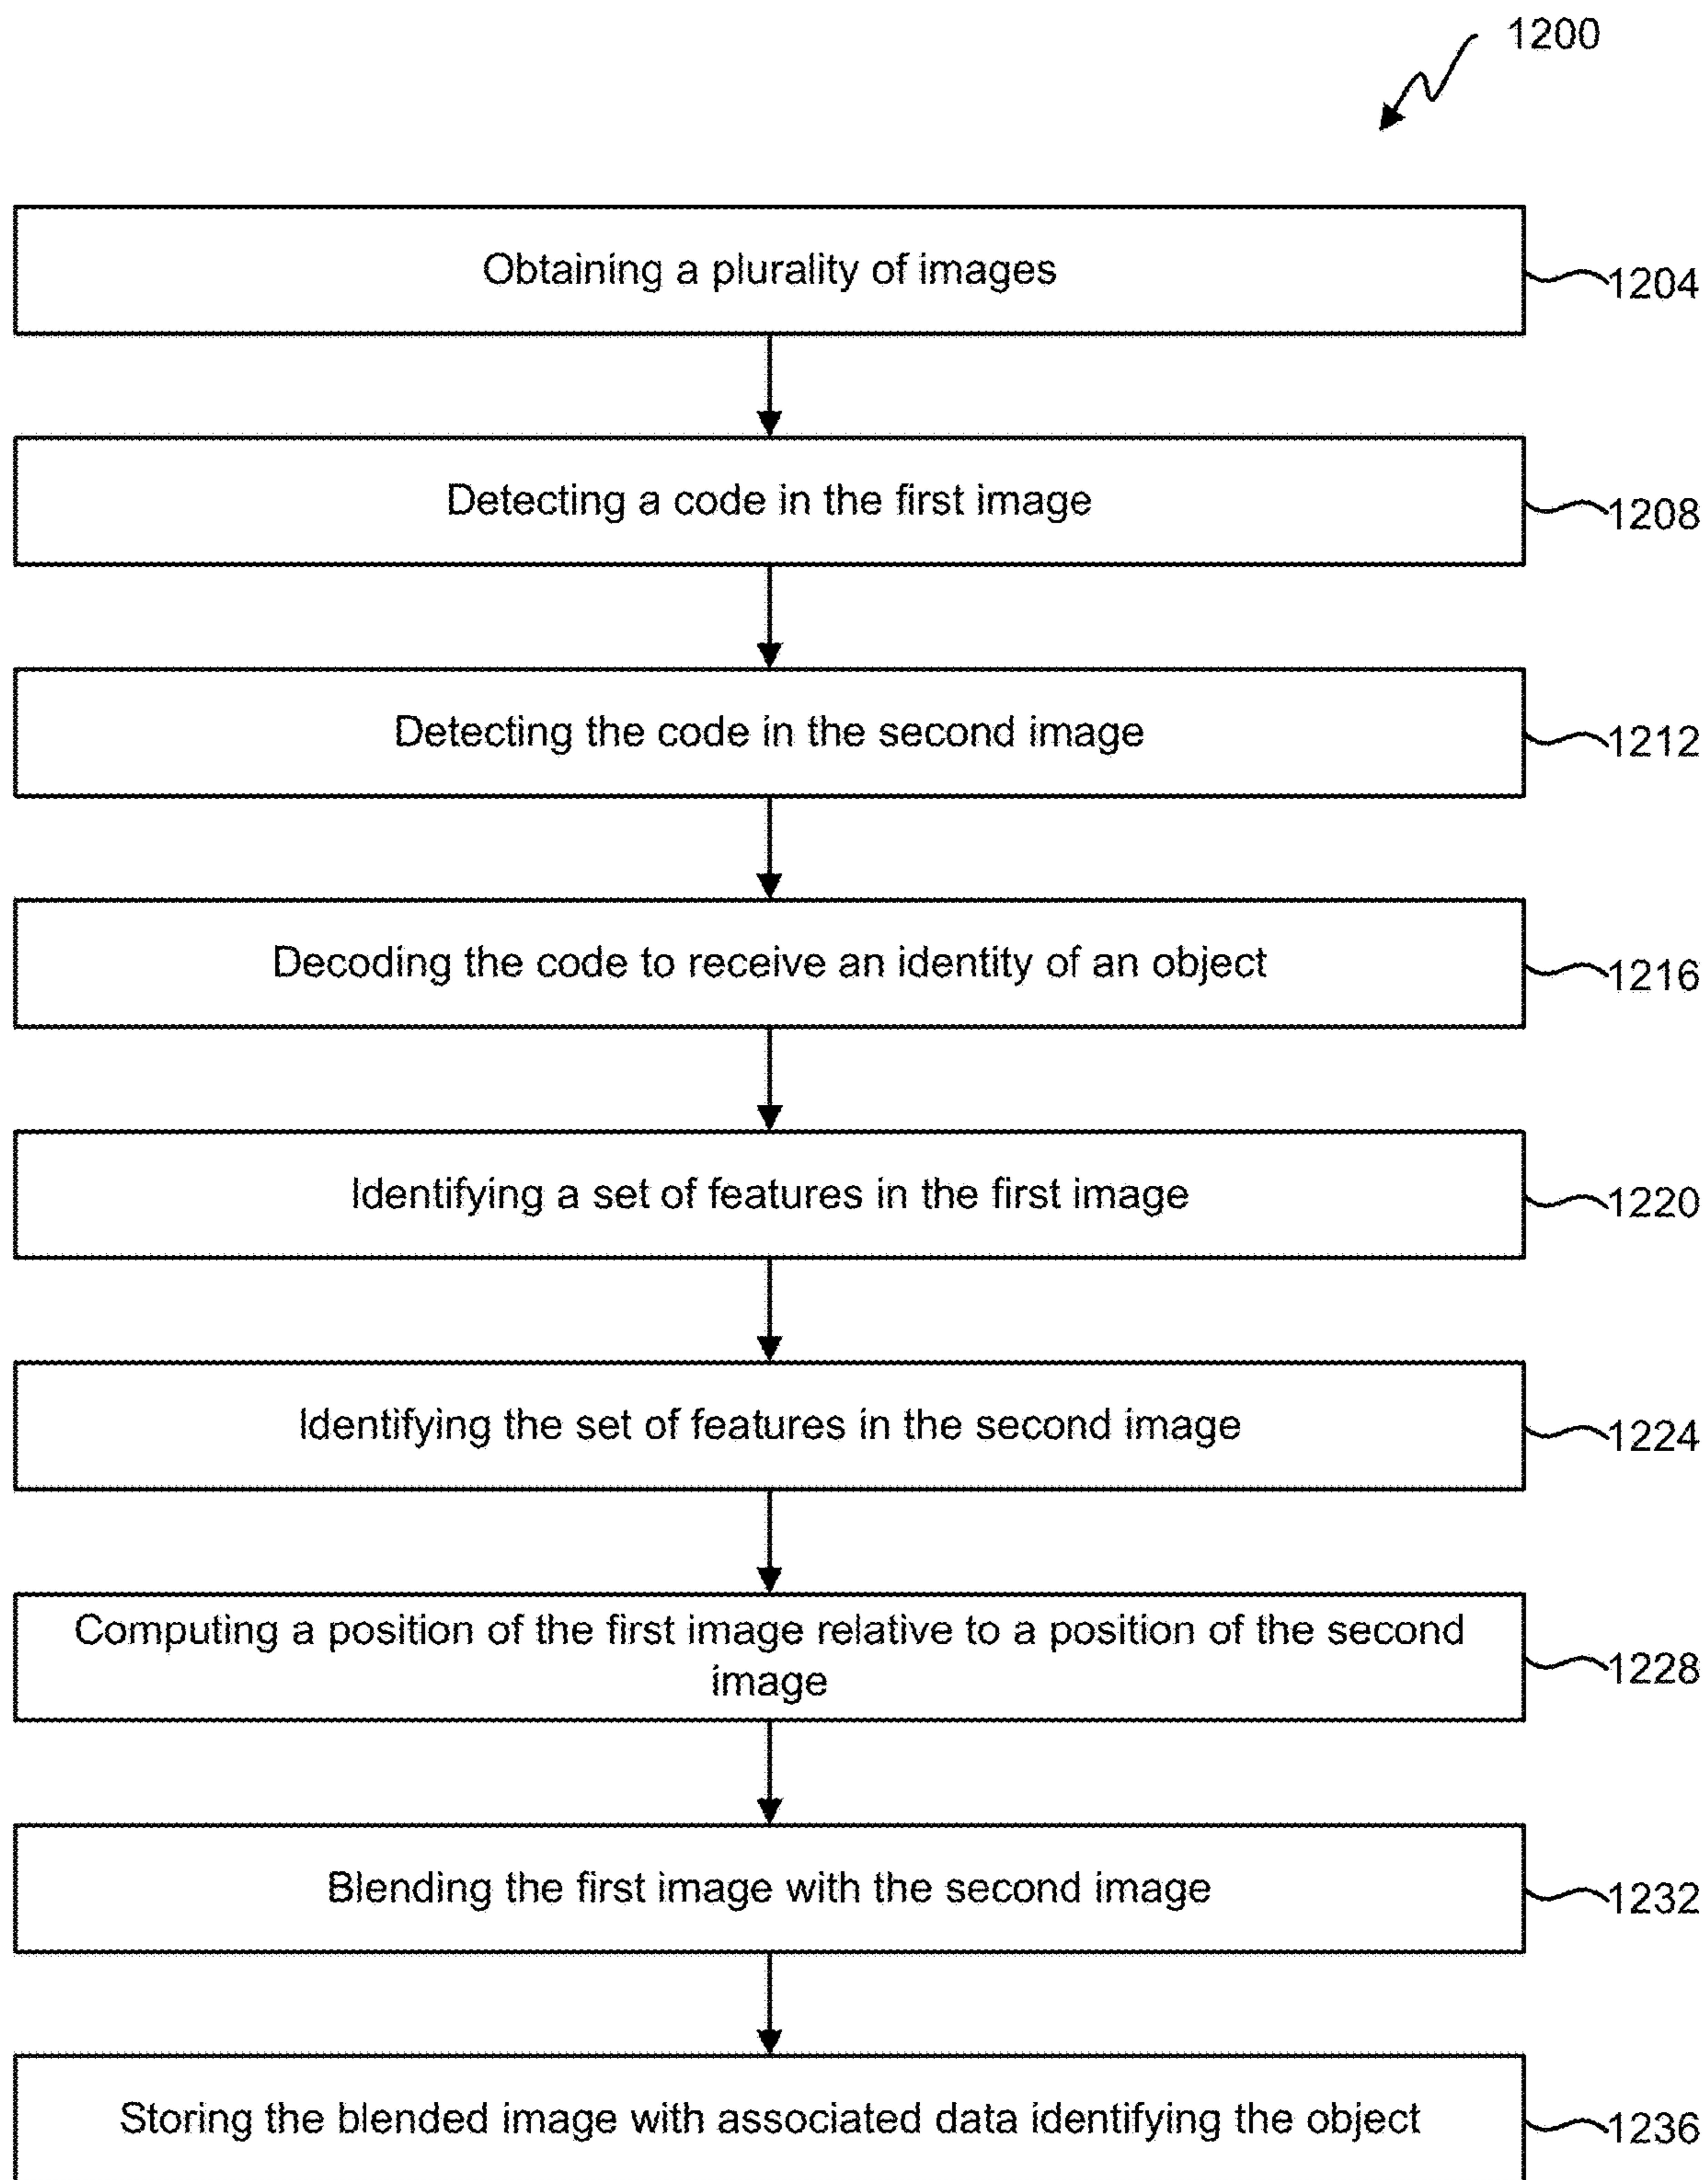 1200
Obtaining a plurality of images
1204
Detecting a code in the first image
1208
Detecting the code in the second image
1212
Decoding the code to receive an identity of an object
1216
Identifying a set of features in the first image
1220
Identifying the set of features in the second image
1224
Computing a position of the first image relative to a position of the second
image
1228
Blending the first image with the second image
1232
Storing the blended image with associated data identifying the object
1236